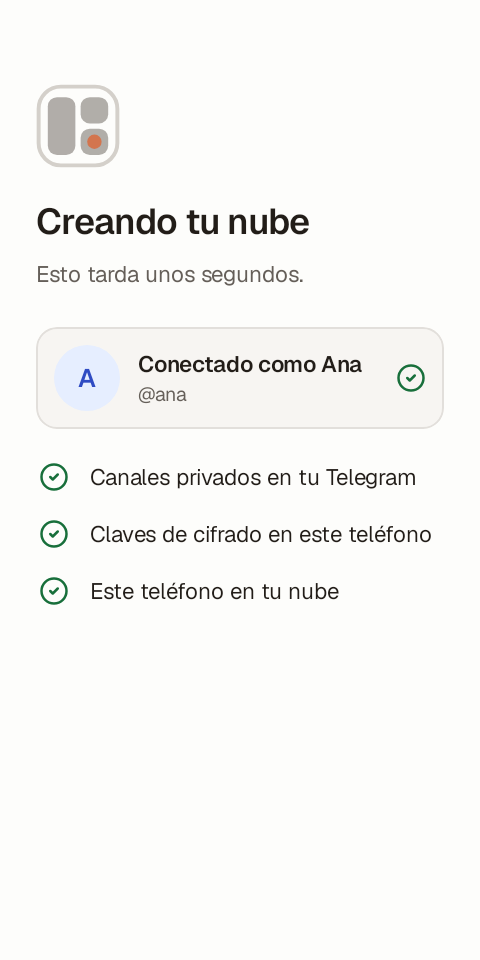 Creando tu nube
Esto tarda unos segundos.
A
Conectado como Ana
@ana
Canales privados en tu Telegram
Claves de cifrado en este teléfono
Este teléfono en tu nube